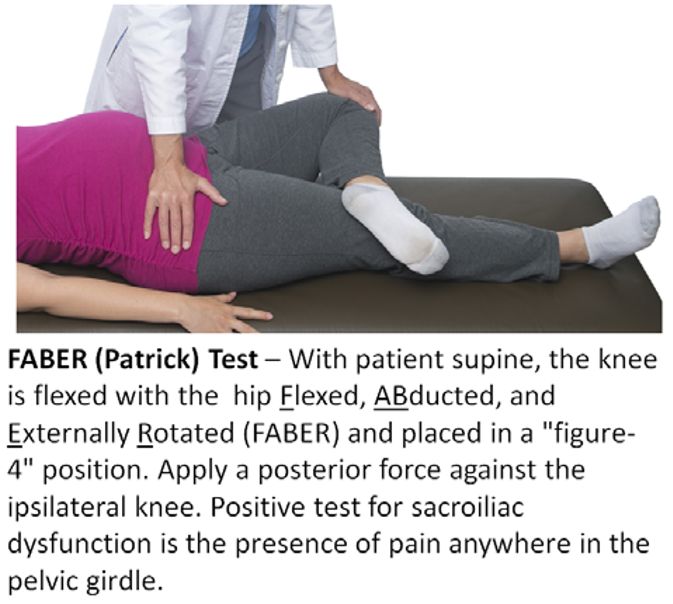 FABER (Patrick) Test – With patient supine, the knee
is flexed with the  hip Flexed, ABducted, and
Externally Rotated (FABER) and placed in a "figure-
4" position. Apply a posterior force against the
ipsilateral knee. Positive test for sacroiliac
dysfunction is the presence of pain anywhere in the
pelvic girdle.